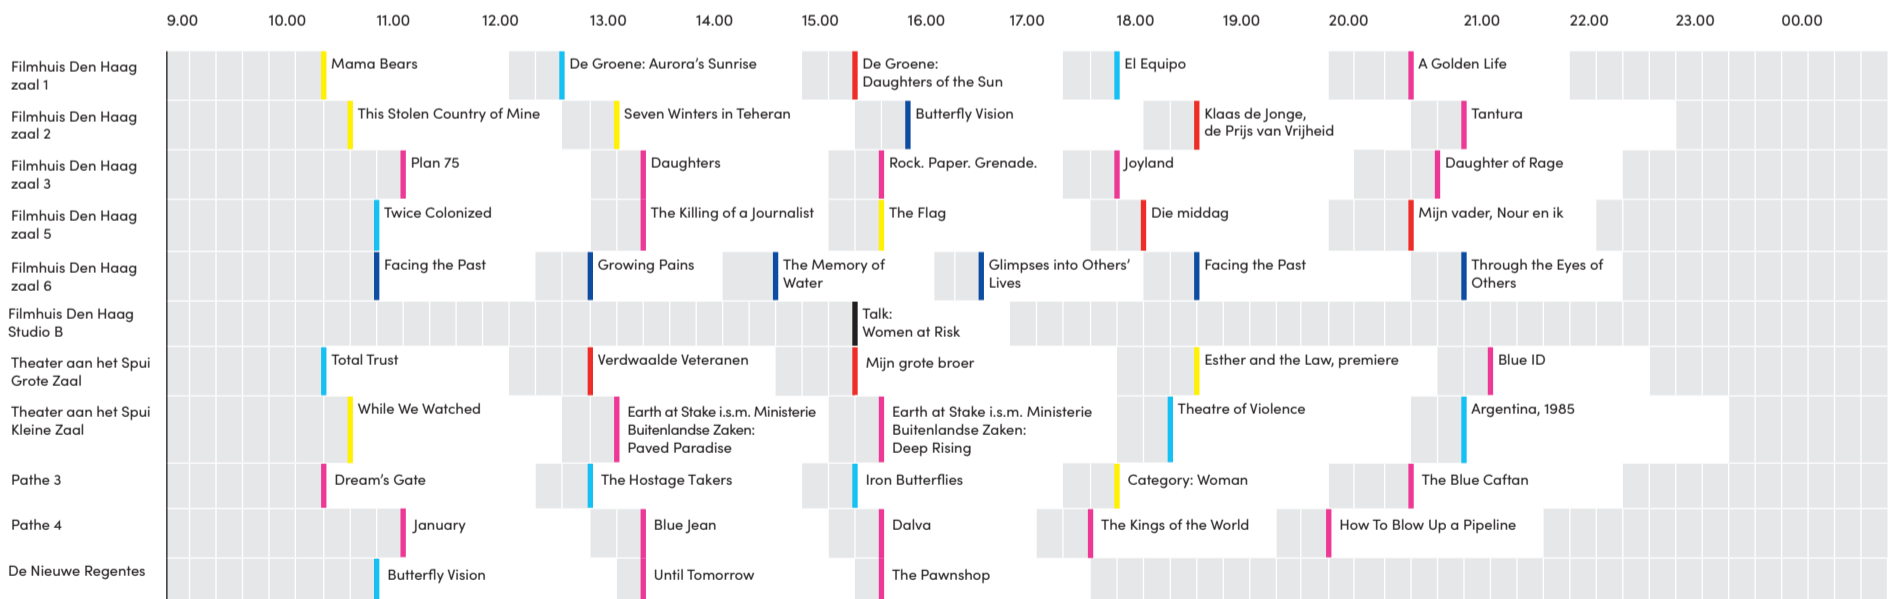 9.00 10.00 11.00 12.00 13.00 14.00 15.00 16.00 17.00 18.00 19.00 20.00 21.00 22.00 23.00 00.00
Filmhuis Den Haag
zaal 1
Mama Bears
De Groene: Aurora's Sunrise
De Groene:
Daughters of the Sun
El Equipo
A Golden Life
Filmhuis Den Haag
zaal 2
This Stolen Country of Mine
Seven Winters in Teheran
Butterfly Vision
Klaas de Jonge,
de Prijs van Vrijheid
Tantura
Filmhuis Den Haag
zaal 3
Plan 75
Daughters
Rock. Paper. Grenade.
Joyland
Daughter of Rage
Filmhuis Den Haag
zaal 5
Twice Colonized
The Killing of a Journalist
The Flag
Die middag
Mijn vader, Nour en ik
Filmhuis Den Haag
zaal 6
Facing the Past
Growing Pains
The Memory of
Water
Glimpses into Others'
Lives
Facing the Past
Through the Eyes of
Others
Filmhuis Den Haag
Studio B
Talk:
Women at Risk
Theater aan het Spui
Grote Zaal
Total Trust
Verdwaalde Veteranen
Mijn grote broer
Esther and the Law, premiere
Blue ID
Theater aan het Spui
Kleine Zaal
While We Watched
Earth at Stake i.s.m. Ministerie
Buitenlandse Zaken:
Paved Paradise
Earth at Stake i.s.m. Ministerie
Buitenlandse Zaken:
Deep Rising
Theatre of Violence
Argentina, 1985
Pathe 3
Dream's Gate
The Hostage Takers
Iron Butterflies
Category: Woman
The Blue Caftan
Pathe 4
January
Blue Jean
Dalva
The Kings of the World
How To Blow Up a Pipeline
De Nieuwe Regentes
Butterfly Vision
Until Tomorrow
The Pawnshop